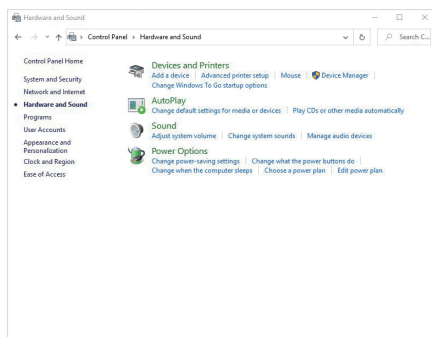 Hardware and Sound
Control Panel > Hardware and Sound
Search C...
Control Panel Home
System and Security
Network and Internet
Hardware and Sound
Programs
User Accounts
Appearance and
Personalization
Clock and Region
Ease of Access
Devices and Printers
Add a device | Advanced printer setup | Mouse | Device Manager |
Change Windows To Go startup options
AutoPlay
Change default settings for media or devices | Play CDs or other media automatically
Sound
Adjust system volume | Change system sounds | Manage audio devices
Power Options
Change power-saving settings | Change what the power buttons do |
Change when the computer sleeps | Choose a power plan | Edit power plan